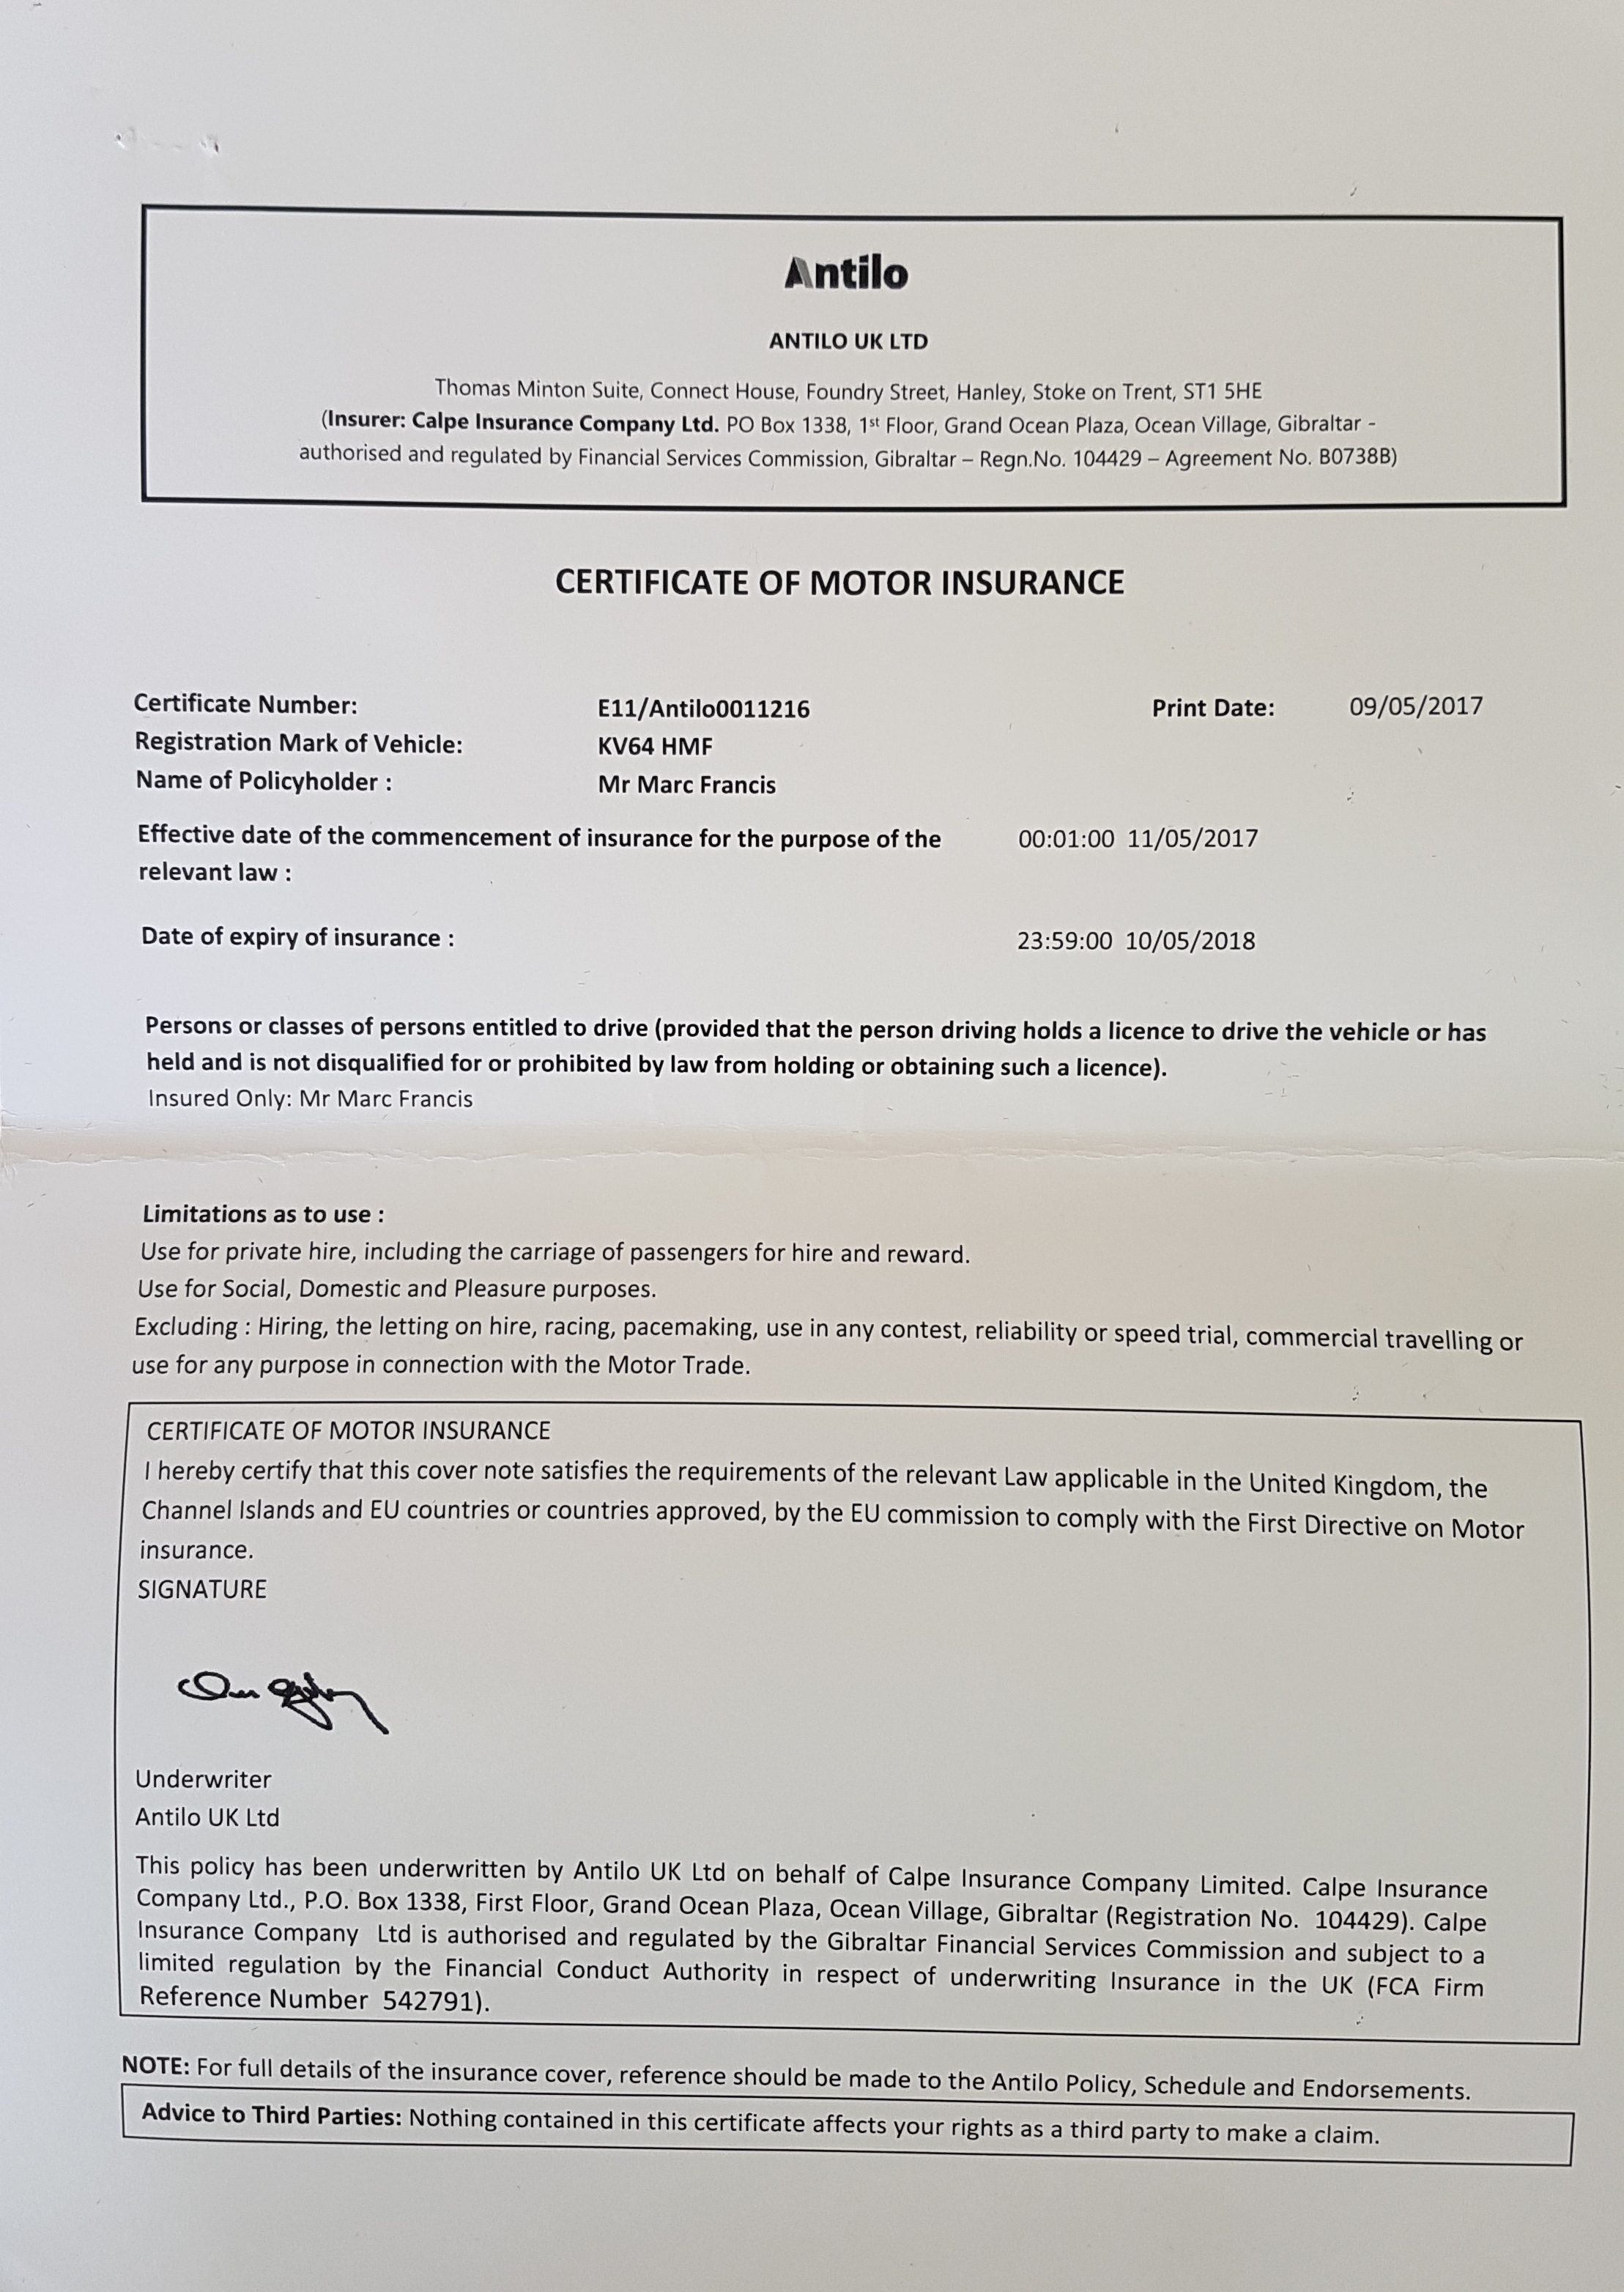 Antilo
ANTILO UK LTD
Thomas Minton Suite, Connect House, Foundry Street, Hanley, Stoke on Trent, ST1 5HE
(Insurer: Calpe Insurance Company Ltd. PO Box 1338, 1st Floor, Grand Ocean Plaza, Ocean Village, Gibraltar -
authorised and regulated by Financial Services Commission, Gibraltar – Regn.No. 104429 – Agreement No. B0738B)
CERTIFICATE OF MOTOR INSURANCE
Certificate Number: E11/Antilo0011216 Print Date: 09/05/2017
Registration Mark of Vehicle: KV64 HMF
Name of Policyholder : Mr Marc Francis
Effective date of the commencement of insurance for the purpose of the 00:01:00 11/05/2017
relevant law :
Date of expiry of insurance : 23:59:00 10/05/2018
Persons or classes of persons entitled to drive (provided that the person driving holds a licence to drive the vehicle or has
held and is not disqualified for or prohibited by law from holding or obtaining such a licence).
Insured Only: Mr Marc Francis
Limitations as to use :
Use for private hire, including the carriage of passengers for hire and reward.
Use for Social, Domestic and Pleasure purposes.
Excluding : Hiring, the letting on hire, racing, pacemaking, use in any contest, reliability or speed trial, commercial travelling or
use for any purpose in connection with the Motor Trade.
CERTIFICATE OF MOTOR INSURANCE
I hereby certify that this cover note satisfies the requirements of the relevant Law applicable in the United Kingdom, the
Channel Islands and EU countries or countries approved, by the EU commission to comply with the First Directive on Motor
insurance.
SIGNATURE
Underwriter
Antilo UK Ltd
This policy has been underwritten by Antilo UK Ltd on behalf of Calpe Insurance Company Limited. Calpe Insurance
Company Ltd., P.O. Box 1338, First Floor, Grand Ocean Plaza, Ocean Village, Gibraltar (Registration No. 104429). Calpe
Insurance Company Ltd is authorised and regulated by the Gibraltar Financial Services Commission and subject to a
limited regulation by the Financial Conduct Authority in respect of underwriting Insurance in the UK (FCA Firm
Reference Number 542791).
NOTE: For full details of the insurance cover, reference should be made to the Antilo Policy, Schedule and Endorsements.
Advice to Third Parties: Nothing contained in this certificate affects your rights as a third party to make a claim.